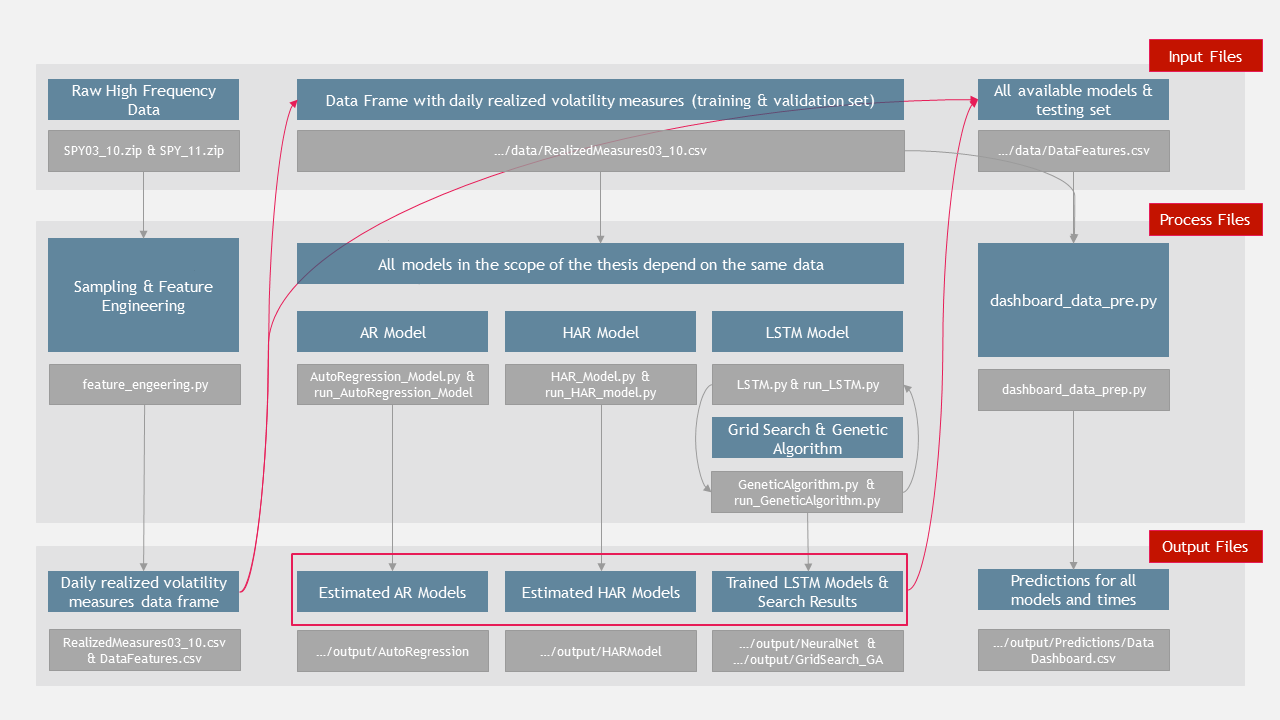 Input Files
Raw High Frequency
Data
Data Frame with daily realized volatility measures (training & validation set)
All available models &
testing set
SPY03_10.zip & SPY_11.zip
.../data/RealizedMeasures03_10.csv
.../data/DataFeatures.csv
Process Files
Sampling & Feature
Engineering
All models in the scope of the thesis depend on the same data
dashboard_data_pre.py
AR Model
HAR Model
LSTM Model
feature_engeering.py
AutoRegression_Model.py &
run_AutoRegression_Model
HAR_Model.py &
run_HAR_model.py
LSTM.py & run_LSTM.py
dashboard_data_prep.py
Grid Search & Genetic
Algorithm
GeneticAlgorithm.py &
run_GeneticAlgorithm.py
Output Files
Daily realized volatility
measures data frame
Estimated AR Models
Estimated HAR Models
Trained LSTM Models &
Search Results
Predictions for all
models and times
RealizedMeasures03_10.csv
& DataFeatures.csv
.../output/AutoRegression
.../output/HARModel
.../output/NeuralNet &
.../output/GridSearch_GA
.../output/Predictions/Data
Dashboard.csv